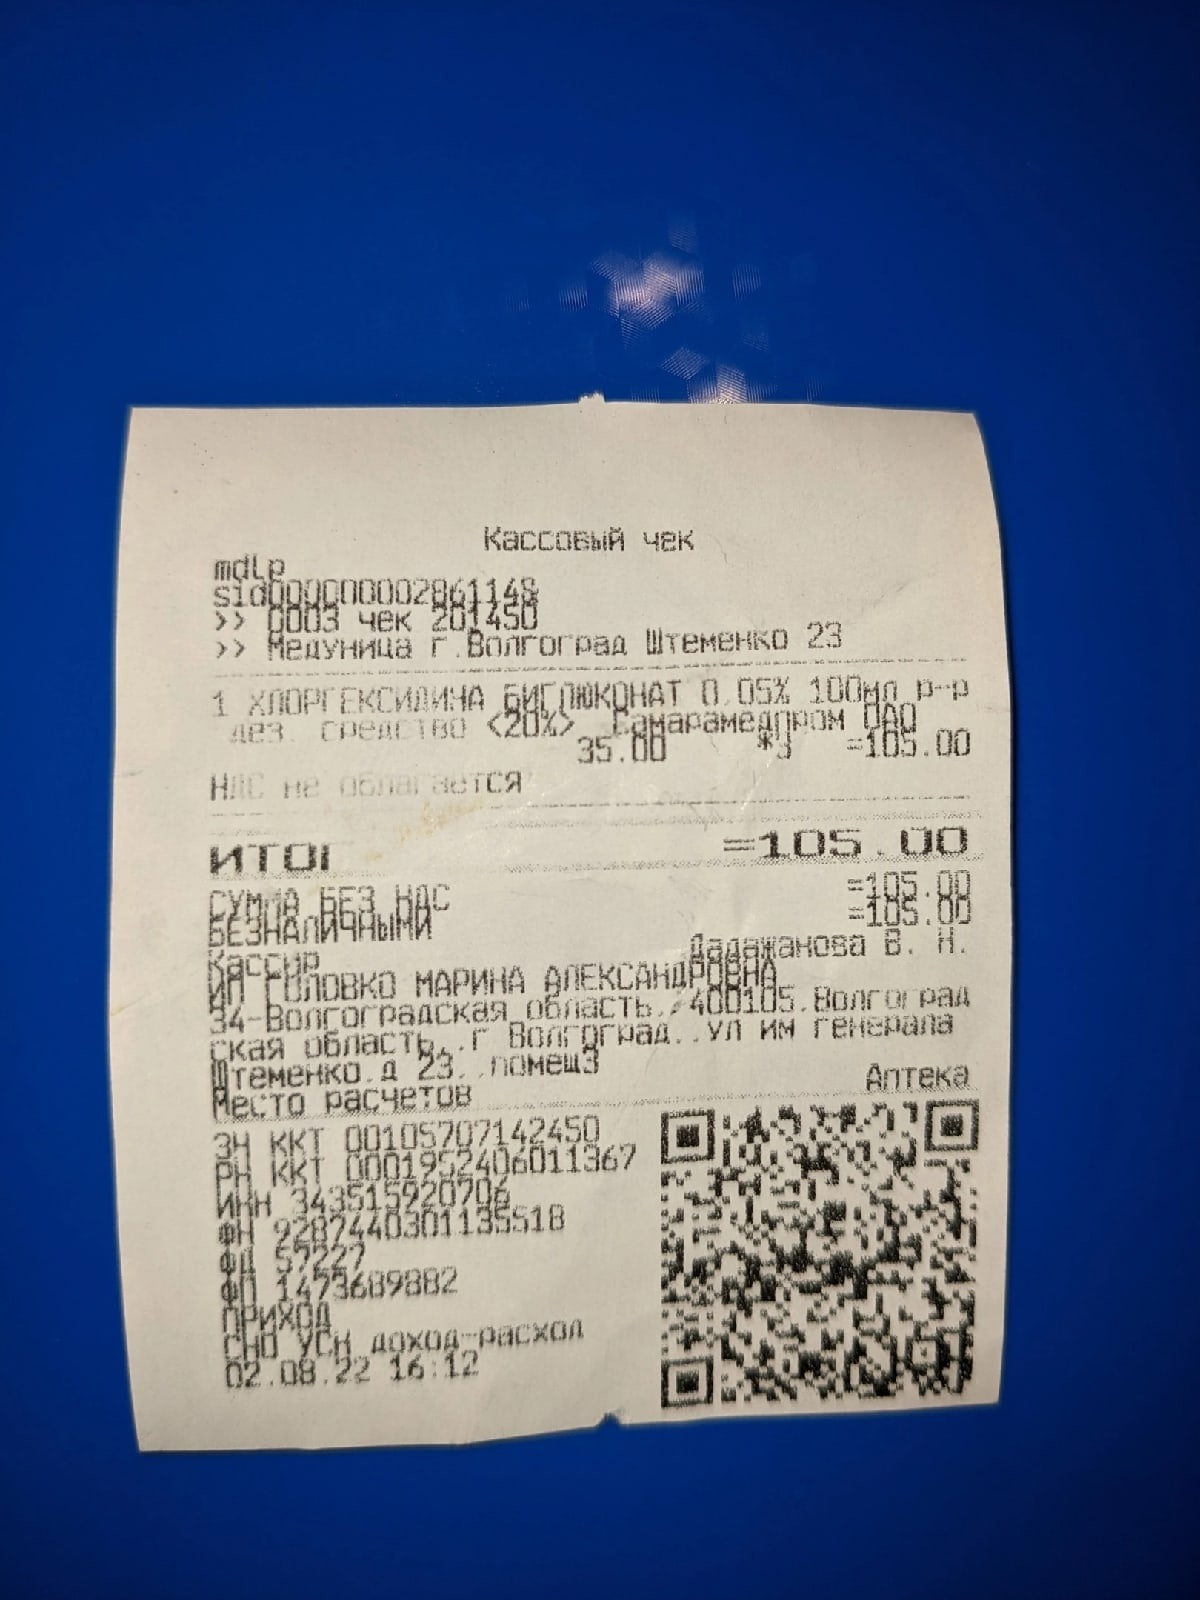 Кассовый чек
mdlp
sid000000002861148
>> 0003 чек 201450
>> Медуница г.Волгоград Штеменко 23
1 ХЛОРГЕКСИДИЧА БИГЛЮКОНАТ 0.05% 100мл р-р
дез. средство <20%> Самарамедпром ОАО
35.00 *3 =105.00
НДС не облагается
ИТОГ =105.00
СУММА БЕЗ НДС =105.00
БЕЗНАЛИЧНЫМИ =105.00
Кассир Дадажанова В. Н.
ИП ГОЛОВКО МАРИНА АЛЕКСАНДРОВНА
34-Волгоградская область, 400105.Волгоград
ская область,.г Волгоград..ул им генерала
Штеменко.д 23..помещ3
Место расчетов Аптека
ЗН ККТ 00105707142450
РН ККТ 0001952406011367
ИНН 343515920706
ФН 9287440301135518
ФД 57227
ФП 1473689882
ПРИХОД
СНО УСН доход-расход
02.08.22 16:12